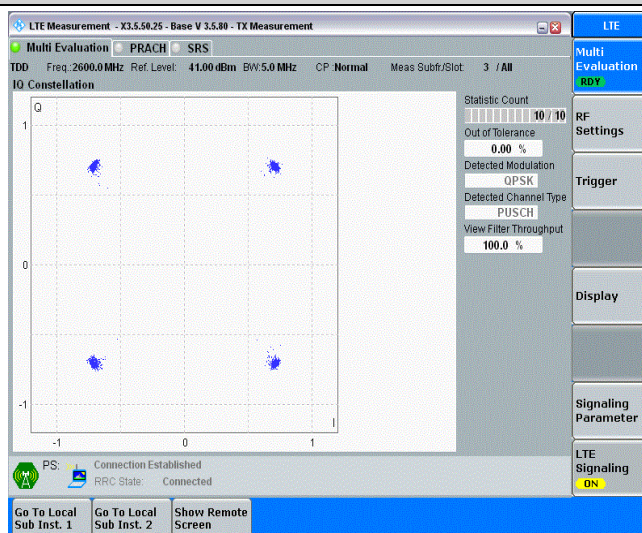 LTE Measurement - X3.5.50.25 - Base V 3.5.80 - TX Measurement
LTE
Multi Evaluation PRACH SRS
Multi Evaluation
RDY
TDD Freq.:2600.0 MHz Ref. Level: 41.00 dBm BW:5.0 MHz CP :Normal Meas Subfr./Slot: 3 / All
IQ Constellation
Q
1
0
-1
-1 0 1
I
Statistic Count
10 / 10
Out of Tolerance
0.00 %
Detected Modulation
QPSK
Detected Channel Type
PUSCH
View Filter Throughput
100.0 %
RF Settings
Trigger
Display
Signaling Parameter
LTE Signaling
ON
PS: Connection Established
RRC State: Connected
Go To Local Sub Inst. 1
Go To Local Sub Inst. 2
Show Remote Screen